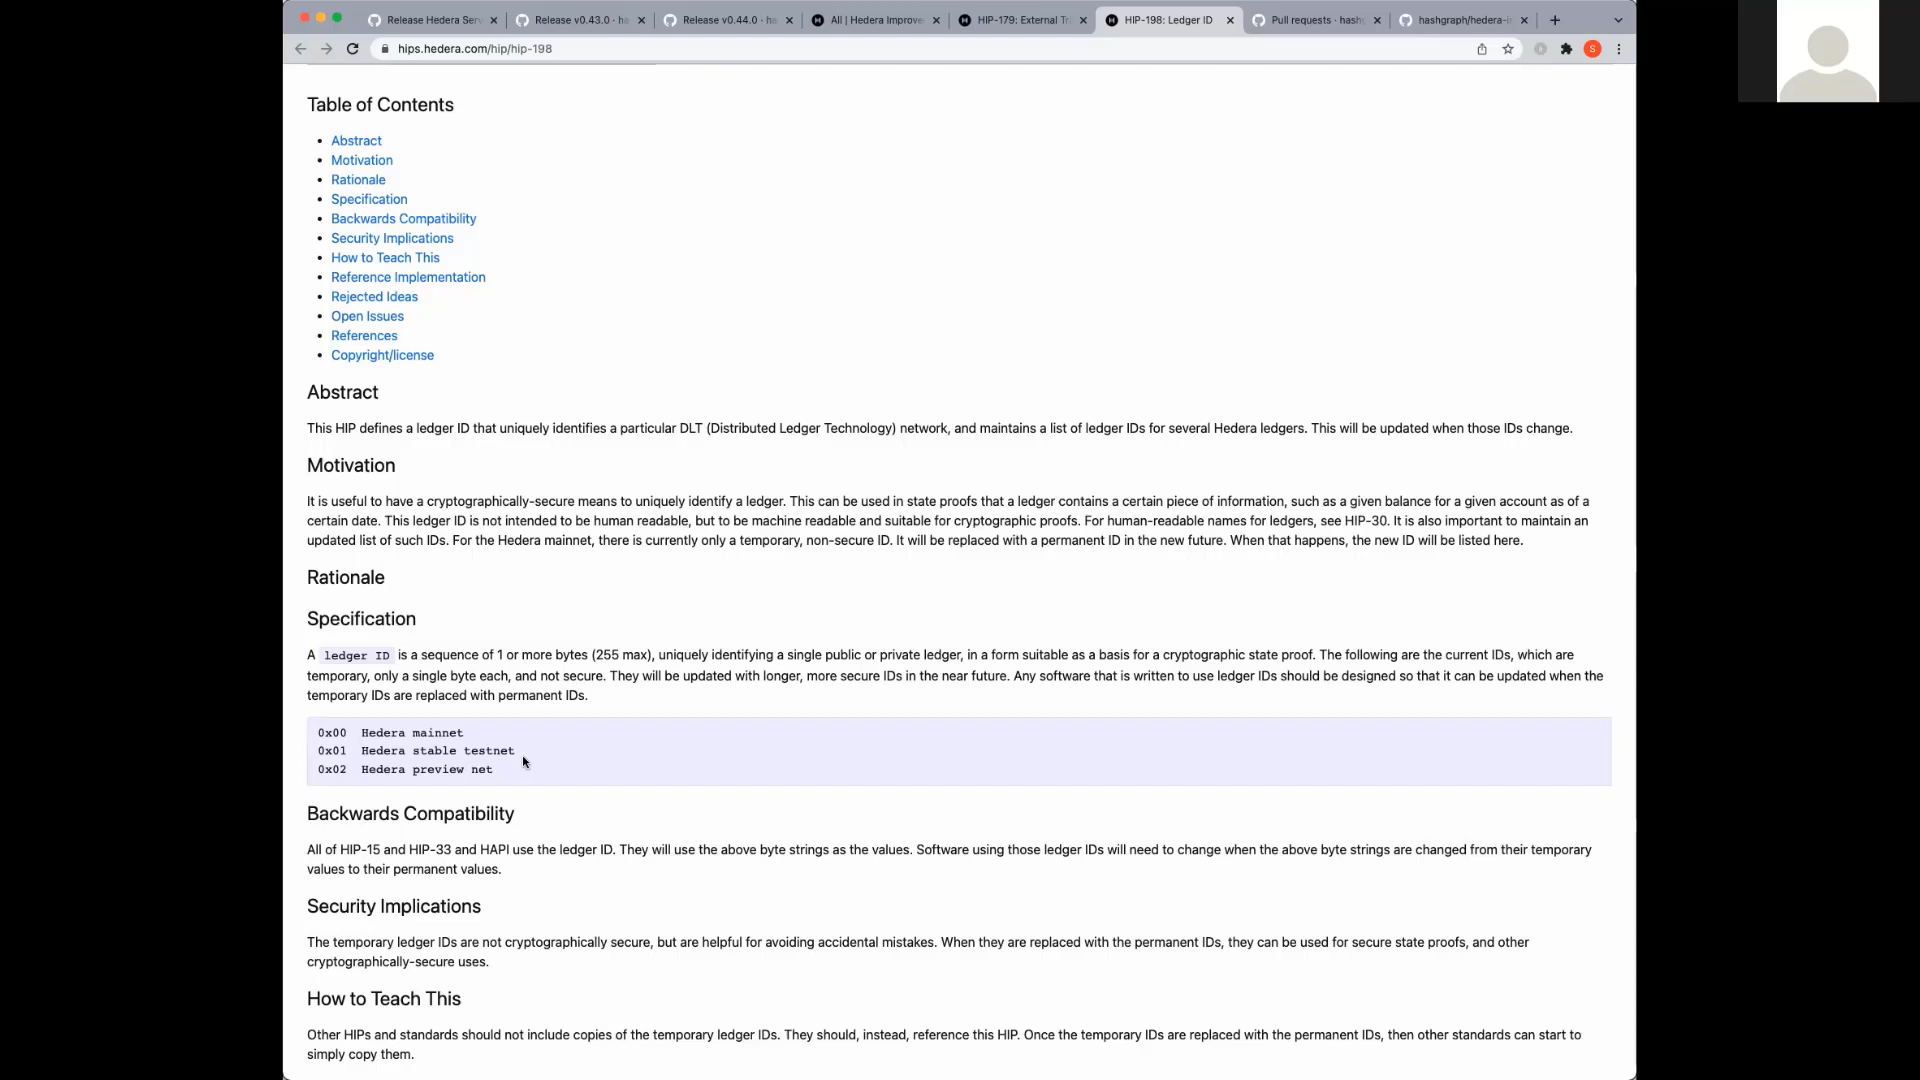 Release Hedera Ser
Release v0.43.0 · ha
Release v0.44.0 · ha
All | Hedera Improve
HIP-179: External Tr
HIP-198: Ledger ID
Pull requests · hash
hashgraph/hedera-i
hips.hedera.com/hip/hip-198
S
Table of Contents
• Abstract
• Motivation
• Rationale
• Specification
• Backwards Compatibility
• Security Implications
• How to Teach This
• Reference Implementation
• Rejected Ideas
• Open Issues
• References
• Copyright/license
Abstract
This HIP defines a ledger ID that uniquely identifies a particular DLT (Distributed Ledger Technology) network, and maintains a list of ledger IDs for several Hedera ledgers. This will be updated when those IDs change.
Motivation
It is useful to have a cryptographically-secure means to uniquely identify a ledger. This can be used in state proofs that a ledger contains a certain piece of information, such as a given balance for a given account as of a
certain date. This ledger ID is not intended to be human readable, but to be machine readable and suitable for cryptographic proofs. For human-readable names for ledgers, see HIP-30. It is also important to maintain an
updated list of such IDs. For the Hedera mainnet, there is currently only a temporary, non-secure ID. It will be replaced with a permanent ID in the new future. When that happens, the new ID will be listed here.
Rationale
Specification
A ledger ID is a sequence of 1 or more bytes (255 max), uniquely identifying a single public or private ledger, in a form suitable as a basis for a cryptographic state proof. The following are the current IDs, which are
temporary, only a single byte each, and not secure. They will be updated with longer, more secure IDs in the near future. Any software that is written to use ledger IDs should be designed so that it can be updated when the
temporary IDs are replaced with permanent IDs.
0x00 Hedera mainnet
0x01 Hedera stable testnet
0x02 Hedera preview net
Backwards Compatibility
All of HIP-15 and HIP-33 and HAPI use the ledger ID. They will use the above byte strings as the values. Software using those ledger IDs will need to change when the above byte strings are changed from their temporary
values to their permanent values.
Security Implications
The temporary ledger IDs are not cryptographically secure, but are helpful for avoiding accidental mistakes. When they are replaced with the permanent IDs, they can be used for secure state proofs, and other
cryptographically-secure uses.
How to Teach This
Other HIPs and standards should not include copies of the temporary ledger IDs. They should, instead, reference this HIP. Once the temporary IDs are replaced with the permanent IDs, then other standards can start to
simply copy them.